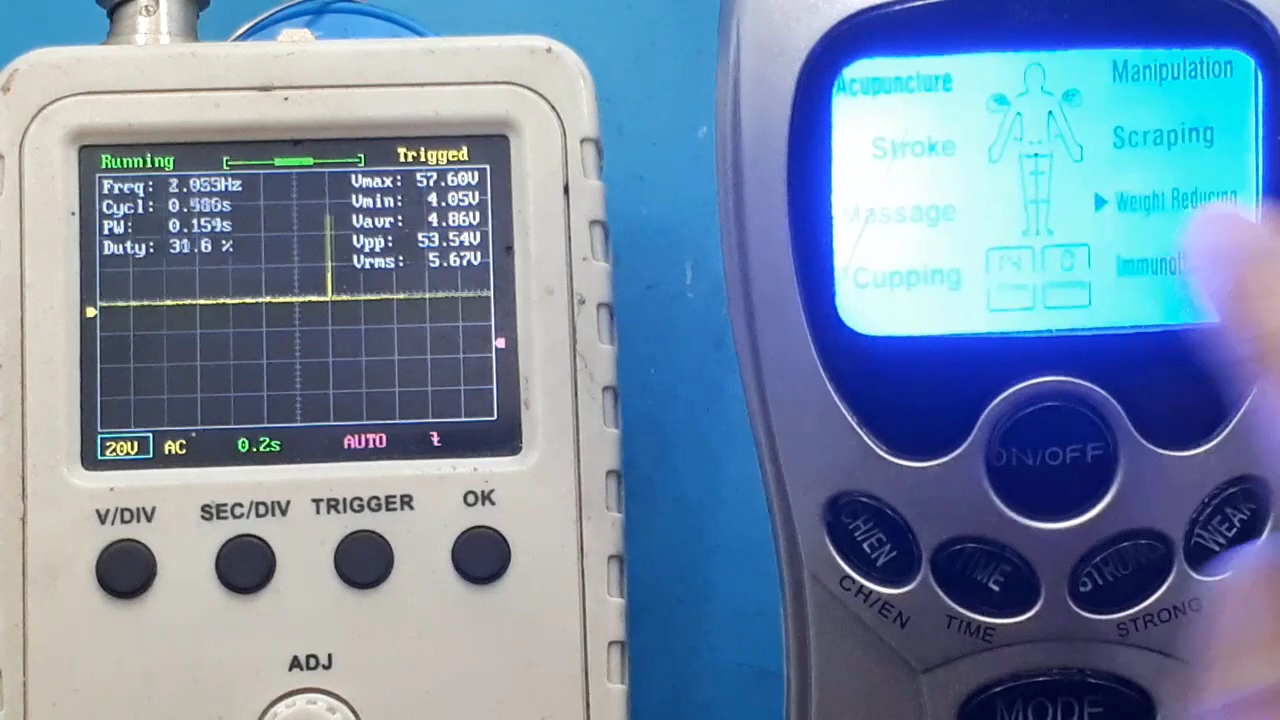 Running
Trigged
Freq: 2.033Hz
Cycl: 0.500s
PW: 0.159s
Duty: 31.6 %
Vmax: 57.60V
Vmin: 4.05V
Vavr: 4.86V
Vpp: 53.54V
Vrms: 5.67V
20V AC 0.2s AUTO
V/DIV SEC/DIV TRIGGER OK
ADJ
Acupuncture
Stroke
Massage
Cupping
Manipulation
Scraping
Weight Reducing
ON/OFF
CH/EN
TIME
STRONG
WEAK
CH/EN
TIME
STRONG
MODE